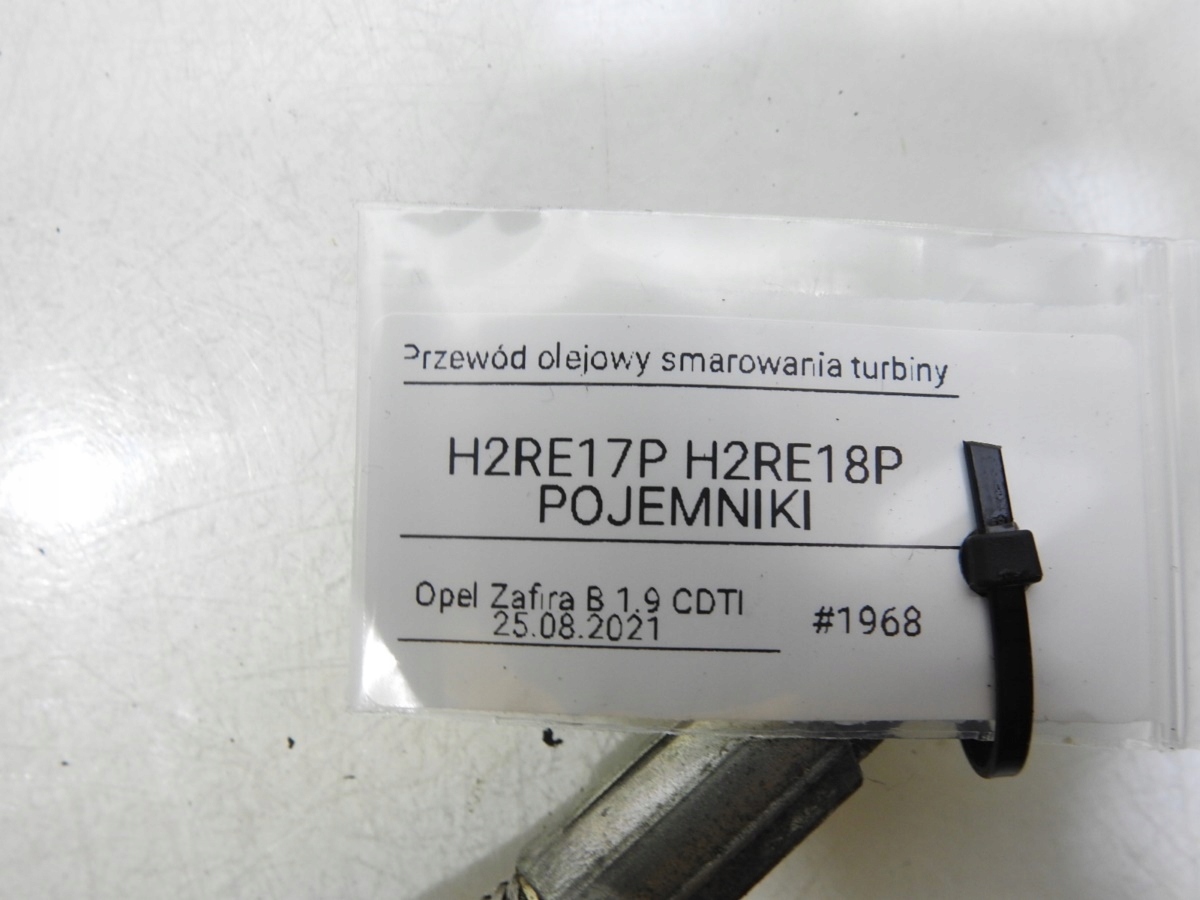 Przewód olejowy smarowania turbiny
H2RE17P H2RE18P
POJEMNIKI
Opel Zafira B 1.9 CDTI
25.08.2021
#1968